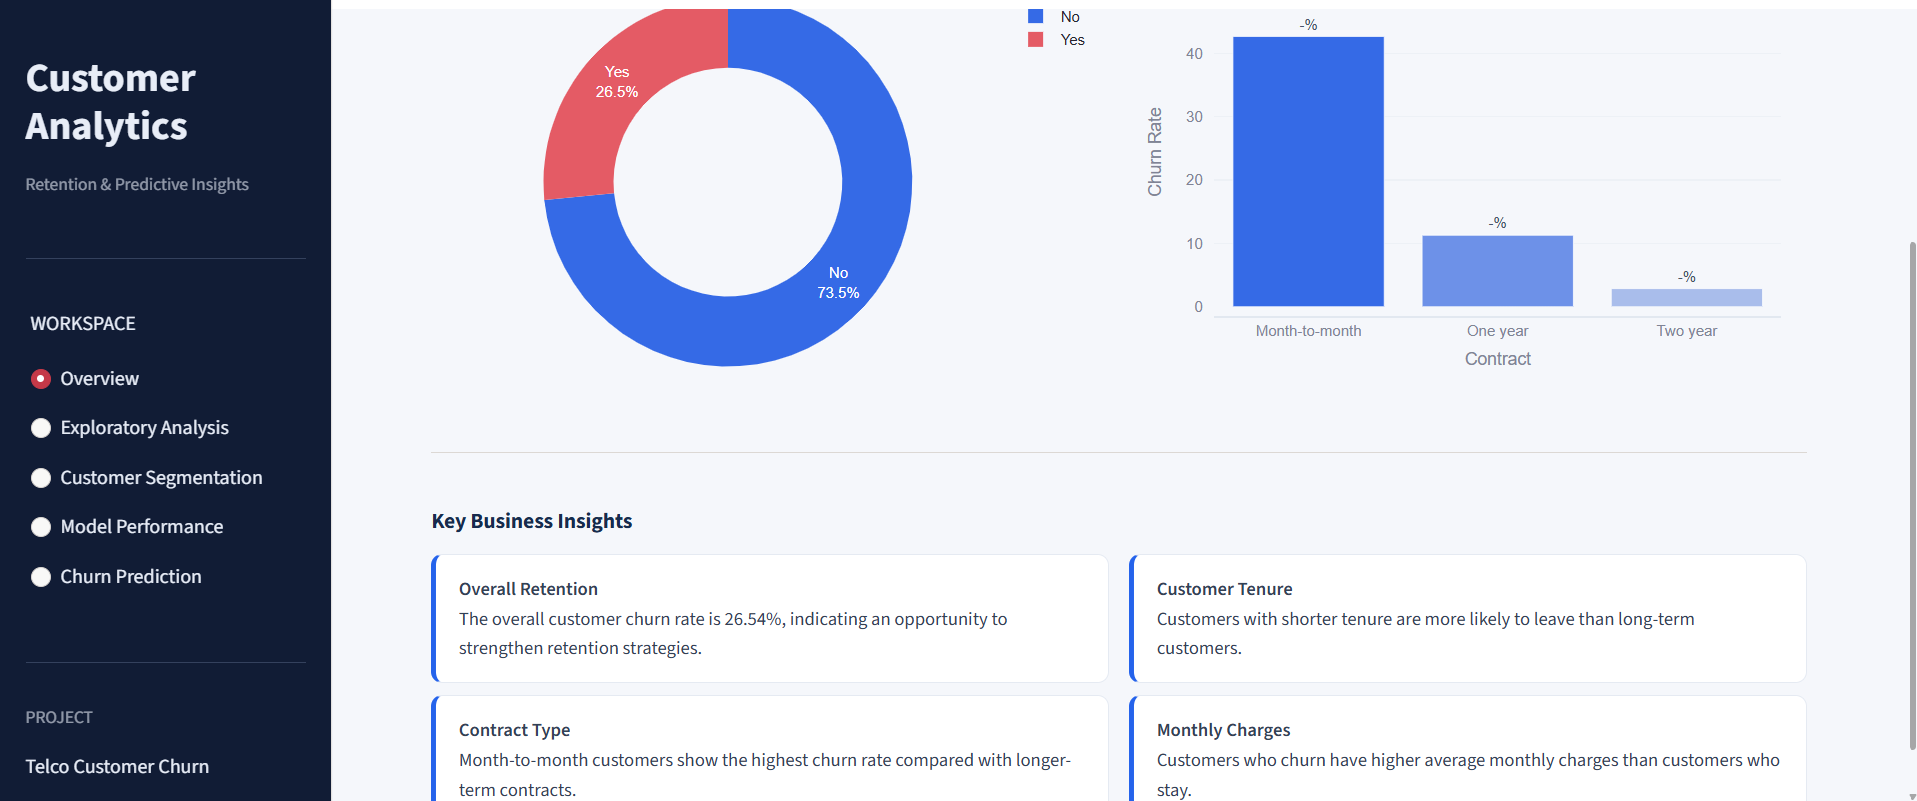 Customer
Analytics
Retention & Predictive Insights
WORKSPACE
Overview
Exploratory Analysis
Customer Segmentation
Model Performance
Churn Prediction
PROJECT
Telco Customer Churn
Yes
26.5%
No
73.5%
No
Yes
Churn Rate
40
30
20
10
0
-%
-%
-%
Month-to-month
One year
Two year
Contract
Key Business Insights
Overall Retention
The overall customer churn rate is 26.54%, indicating an opportunity to
strengthen retention strategies.
Customer Tenure
Customers with shorter tenure are more likely to leave than long-term
customers.
Contract Type
Month-to-month customers show the highest churn rate compared with longer-
term contracts.
Monthly Charges
Customers who churn have higher average monthly charges than customers who
stay.